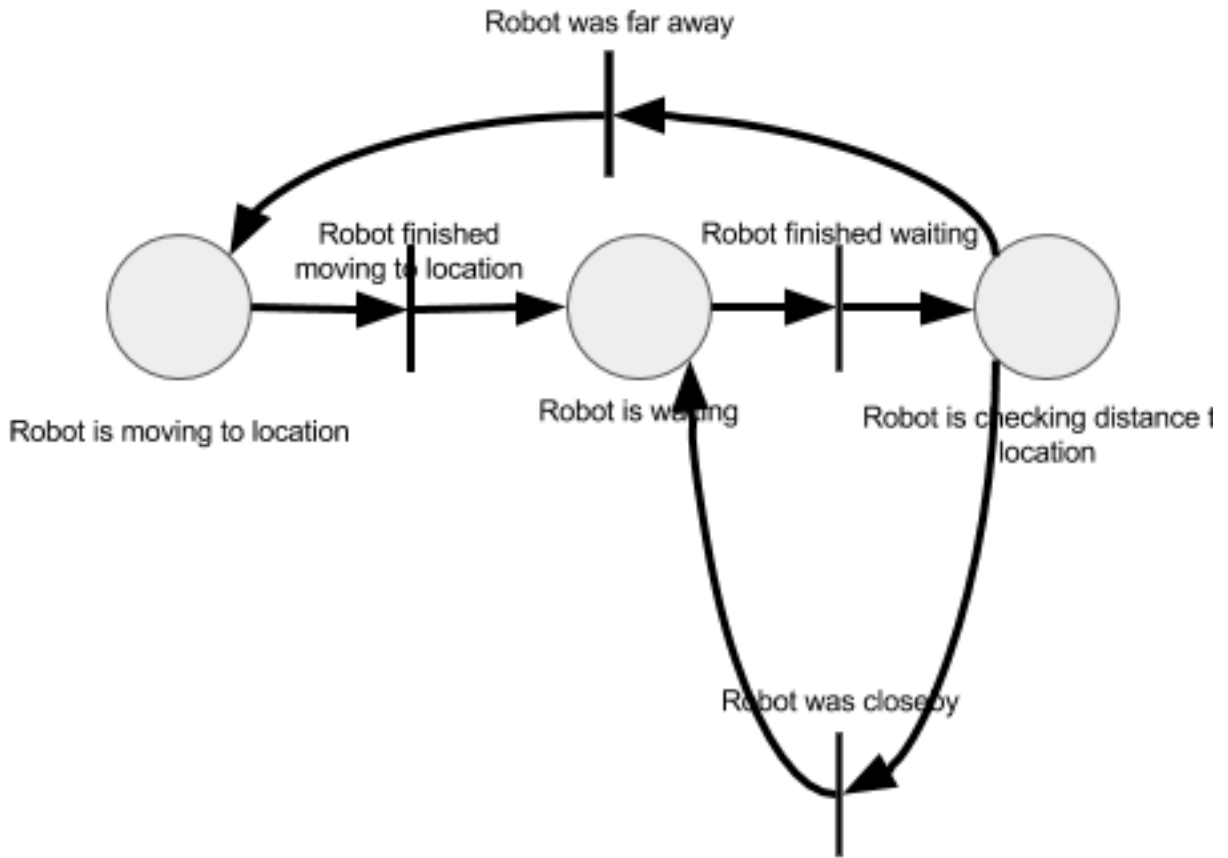 Robot was far away
Robot finished
moving to location
Robot finished waiting
Robot is moving to location
Robot is waiting
Robot is checking distance t
location
Robot was closeby